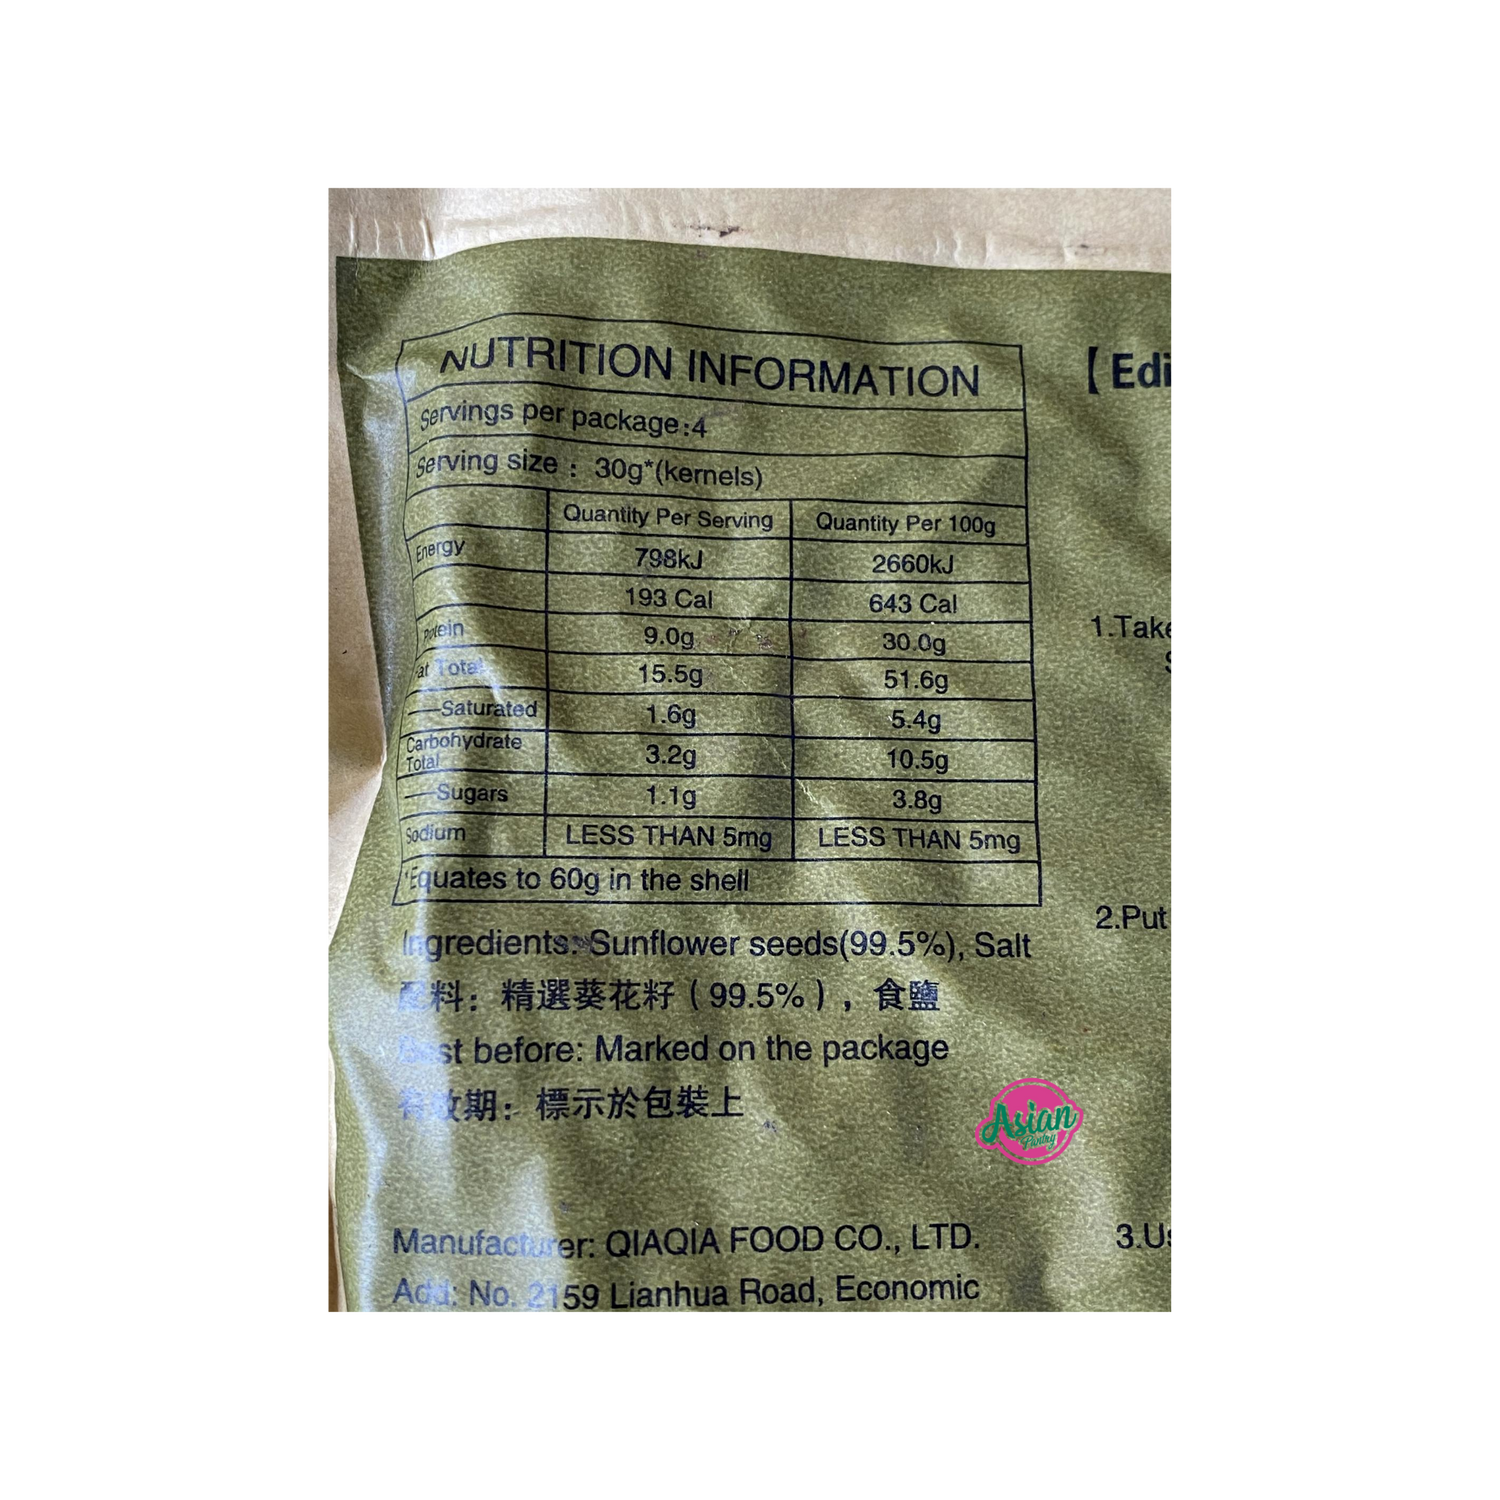 NUTRITION INFORMATION
Servings per package:4
Serving size : 30g*(kernels)
Quantity Per Serving Quantity Per 100g
Energy 798kJ 2660kJ
193 Cal 643 Cal
Protein 9.0g 30.0g
Fat Total 15.5g 51.6g
—Saturated 1.6g 5.4g
Carbohydrate Total 3.2g 10.5g
—Sugars 1.1g 3.8g
Sodium LESS THAN 5mg LESS THAN 5mg
*Equates to 60g in the shell
Ingredients: Sunflower seeds(99.5%), Salt
配料：精選葵花籽（99.5%），食鹽
Best before: Marked on the package
有效期：標示於包裝上
Manufacturer: QIAQIA FOOD CO., LTD.
Add: No. 2159 Lianhua Road, Economic
【Edi
1.Take
2.Put
3.Us
Asian
Pantry